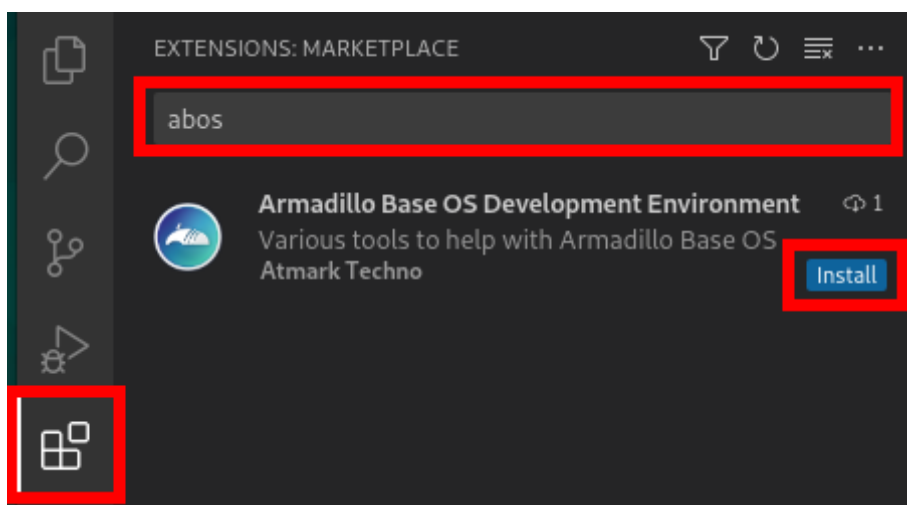 EXTENSIONS: MARKETPLACE
abos
Armadillo Base OS Development Environment 1
Various tools to help with Armadillo Base OS
Atmark Techno
Install